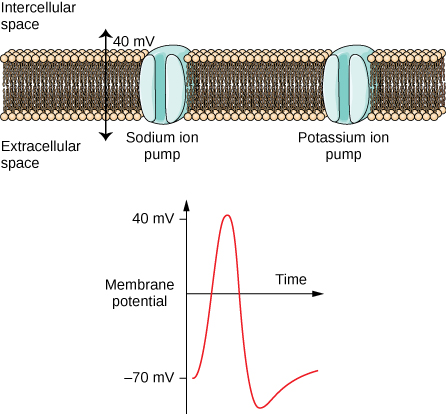 Intercellular
space
40 mV
Extracellular
space
Sodium ion
pump
Potassium ion
pump
40 mV
Membrane
potential
Time
–70 mV